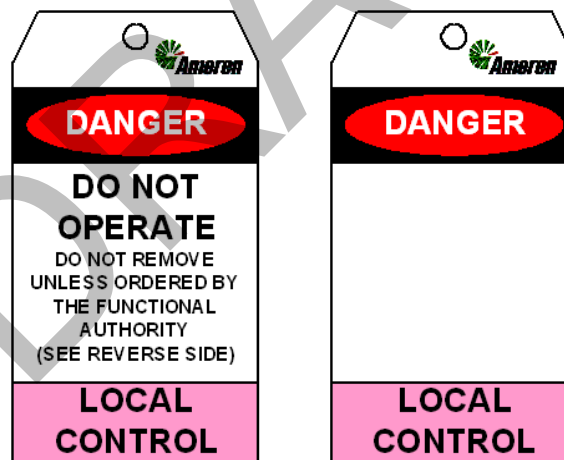 Ameren
DANGER
DO NOT
OPERATE
DO NOT REMOVE
UNLESS ORDERED BY
THE FUNCTIONAL
AUTHORITY
(SEE REVERSE SIDE)
LOCAL
CONTROL
Ameren
DANGER
LOCAL
CONTROL
DRA